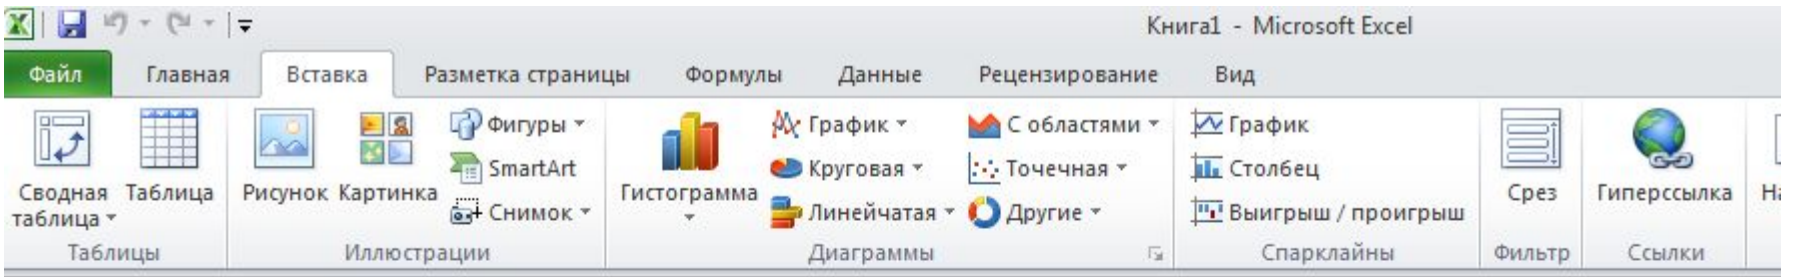 Книга1 - Microsoft Excel
Файл Главная Вставка Разметка страницы Формулы Данные Рецензирование Вид
Сводная таблица
Таблица
Таблицы
Рисунок
Картинка
Фигуры
SmartArt
Снимок
Иллюстрации
Гистограмма
График
Круговая
Линейчатая
С областями
Точечная
Другие
Диаграммы
График
Столбец
Выигрыш / проигрыш
Спарклайны
Срез
Фильтр
Гиперссылка
Ссылки